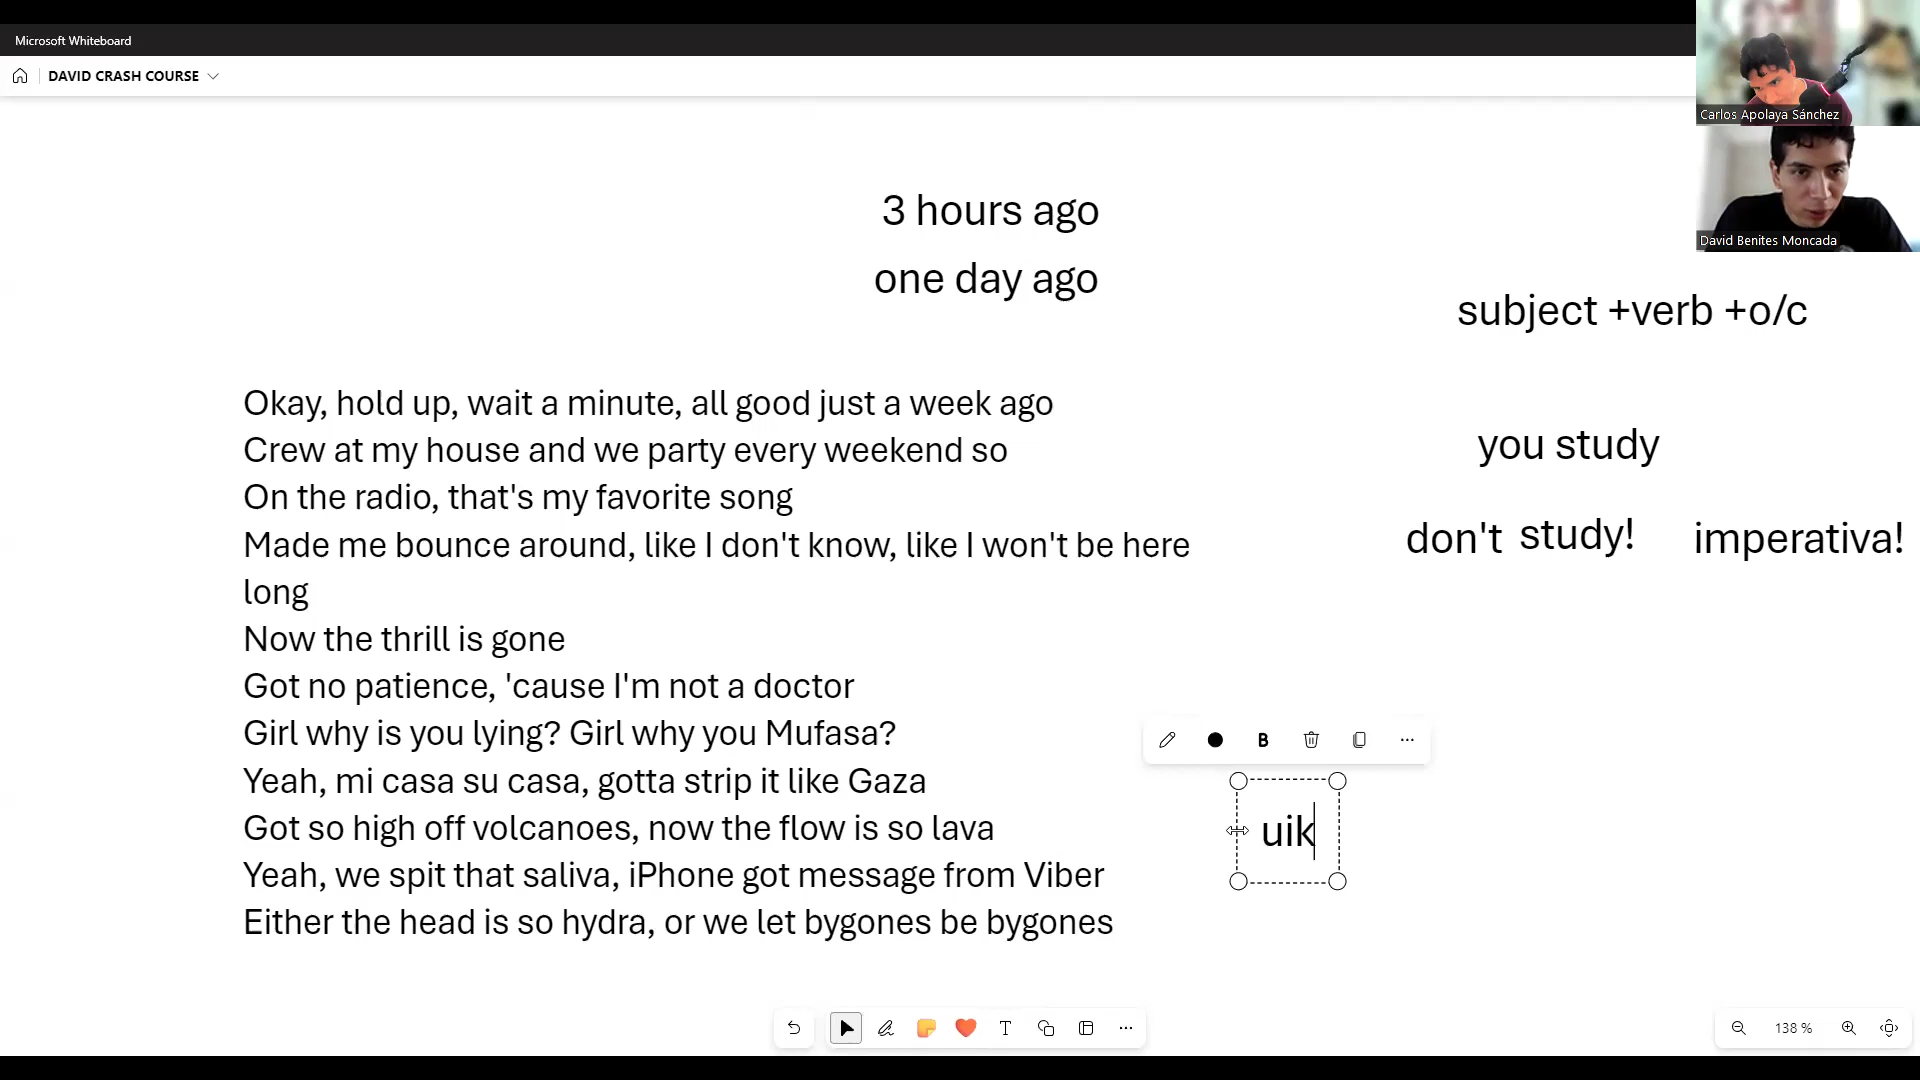 Microsoft Whiteboard
DAVID CRASH COURSE
Carlos Apolaya Sánchez
David Benites Moncada
3 hours ago
one day ago
subject +verb +o/c
you study
don't study! imperativa!
Okay, hold up, wait a minute, all good just a week ago
Crew at my house and we party every weekend so
On the radio, that's my favorite song
Made me bounce around, like I don't know, like I won't be here
long
Now the thrill is gone
Got no patience, 'cause I'm not a doctor
Girl why is you lying? Girl why you Mufasa?
Yeah, mi casa su casa, gotta strip it like Gaza
Got so high off volcanoes, now the flow is so lava
Yeah, we spit that saliva, iPhone got message from Viber
Either the head is so hydra, or we let bygones be bygones
B
uik
T
138 %